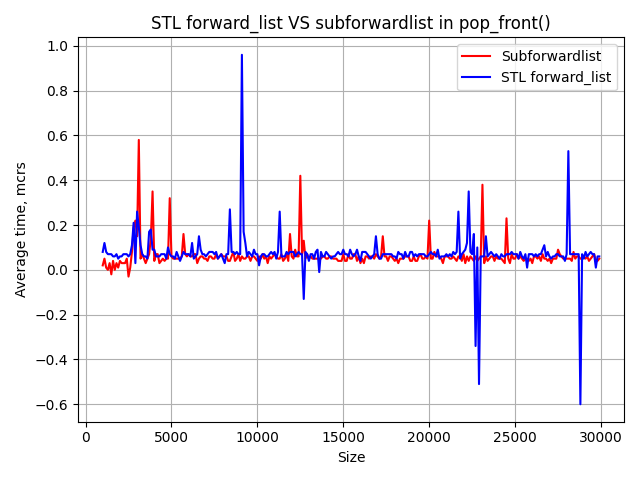 STL forward_list VS subforwardlist in pop_front()
Subforwardlist
STL forward_list
Average time, mcrs
1.0
0.8
0.6
0.4
0.2
0.0
−0.2
−0.4
−0.6
0 5000 10000 15000 20000 25000 30000
Size